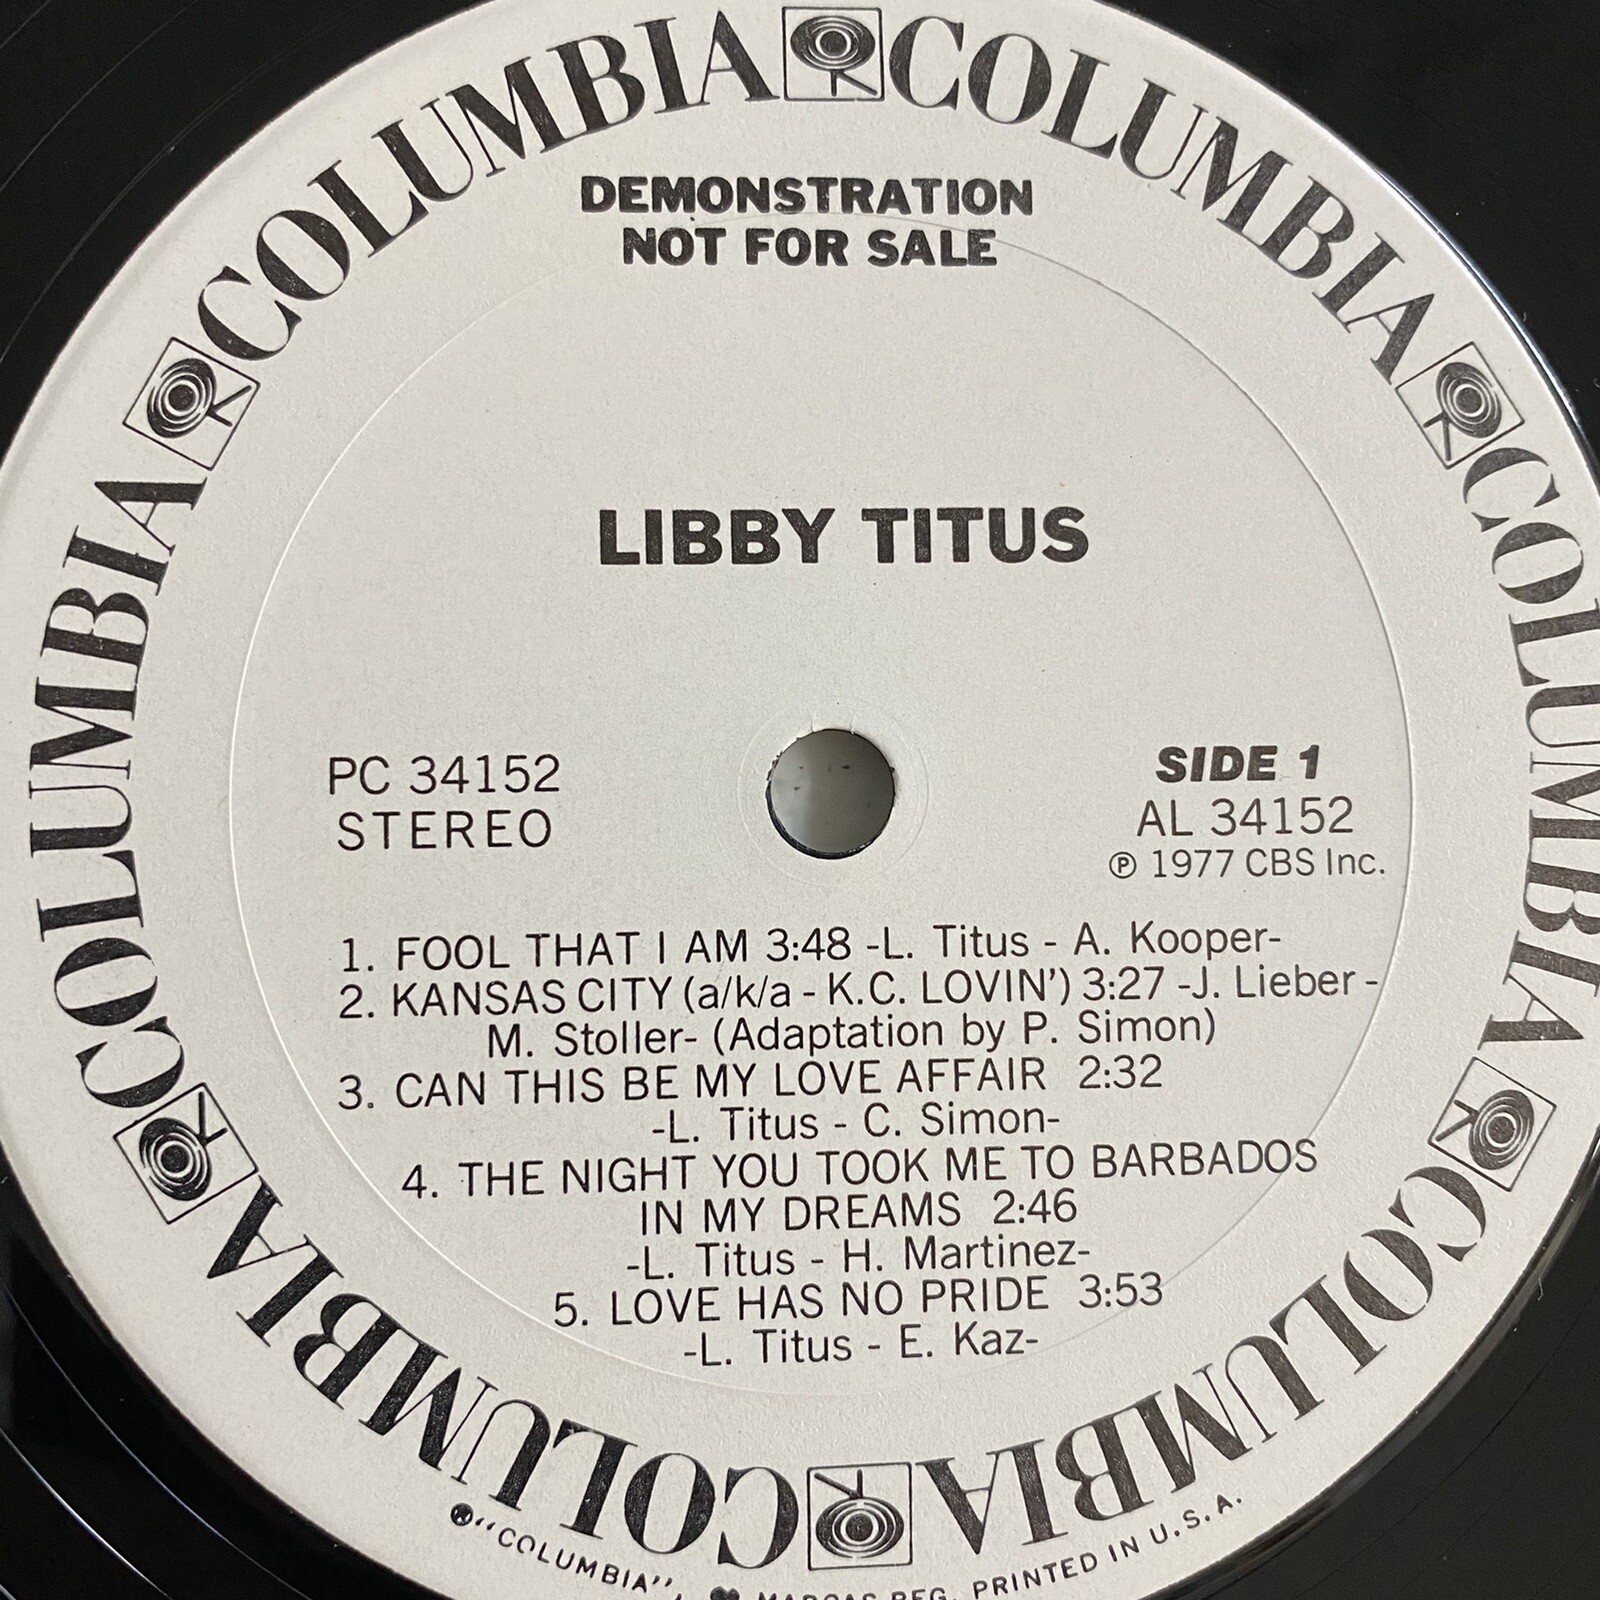 COLUMBIA COLUMBIA COLUMBIA COLUMBIA COLUMBIA COLUMBIA
DEMONSTRATION
NOT FOR SALE
LIBBY TITUS
PC 34152
STEREO
SIDE 1
AL 34152
℗ 1977 CBS Inc.
1. FOOL THAT I AM 3:48 -L. Titus - A. Kooper-
2. KANSAS CITY (a/k/a - K.C. LOVIN') 3:27 -J. Lieber -
M. Stoller- (Adaptation by P. Simon)
3. CAN THIS BE MY LOVE AFFAIR 2:32
-L. Titus - C. Simon-
4. THE NIGHT YOU TOOK ME TO BARBADOS
IN MY DREAMS 2:46
-L. Titus - H. Martinez-
5. LOVE HAS NO PRIDE 3:53
-L. Titus - E. Kaz-
"COLUMBIA", MARCAS REG. PRINTED IN U.S.A.